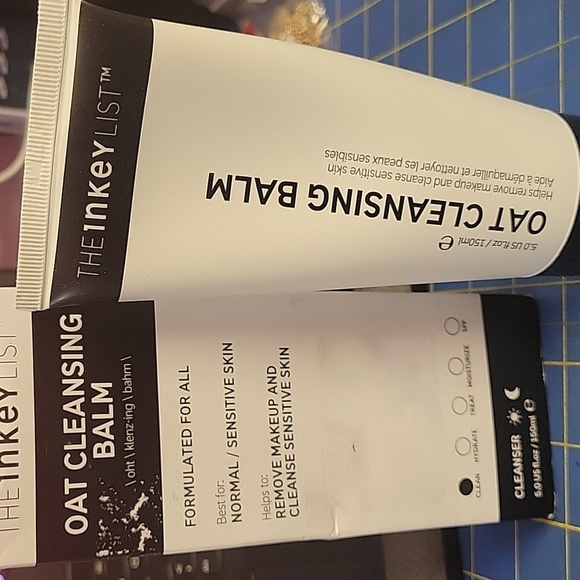 THE INKEY LIST™
OAT CLEANSING BALM
Helps remove makeup and cleanse sensitive skin
Aide à démaquiller et nettoyer les peaux sensibles
5.0 US fl.oz / 150ml ℮
THE INKEY LIST
OAT CLEANSING
BALM
\ oht \ klenz-ing \ bahm \
FORMULATED FOR ALL
Best for:
NORMAL / SENSITIVE SKIN
Helps to:
REMOVE MAKEUP AND
CLEANSE SENSITIVE SKIN
CLEAN HYDRATE TREAT MOISTURIZE SPF
CLEANSER
5.0 US fl.oz / 150ml ℮